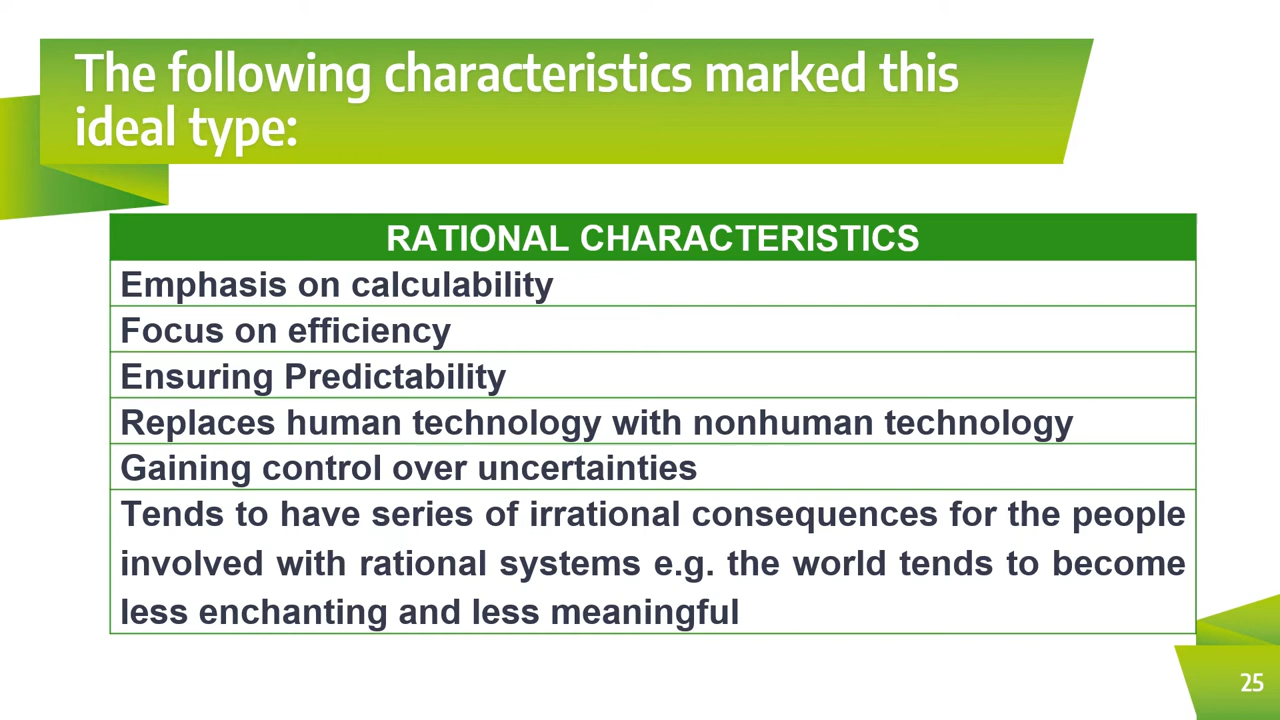 The following characteristics marked this
ideal type:
RATIONAL CHARACTERISTICS
Emphasis on calculability
Focus on efficiency
Ensuring Predictability
Replaces human technology with nonhuman technology
Gaining control over uncertainties
Tends to have series of irrational consequences for the people
involved with rational systems e.g. the world tends to become
less enchanting and less meaningful
25